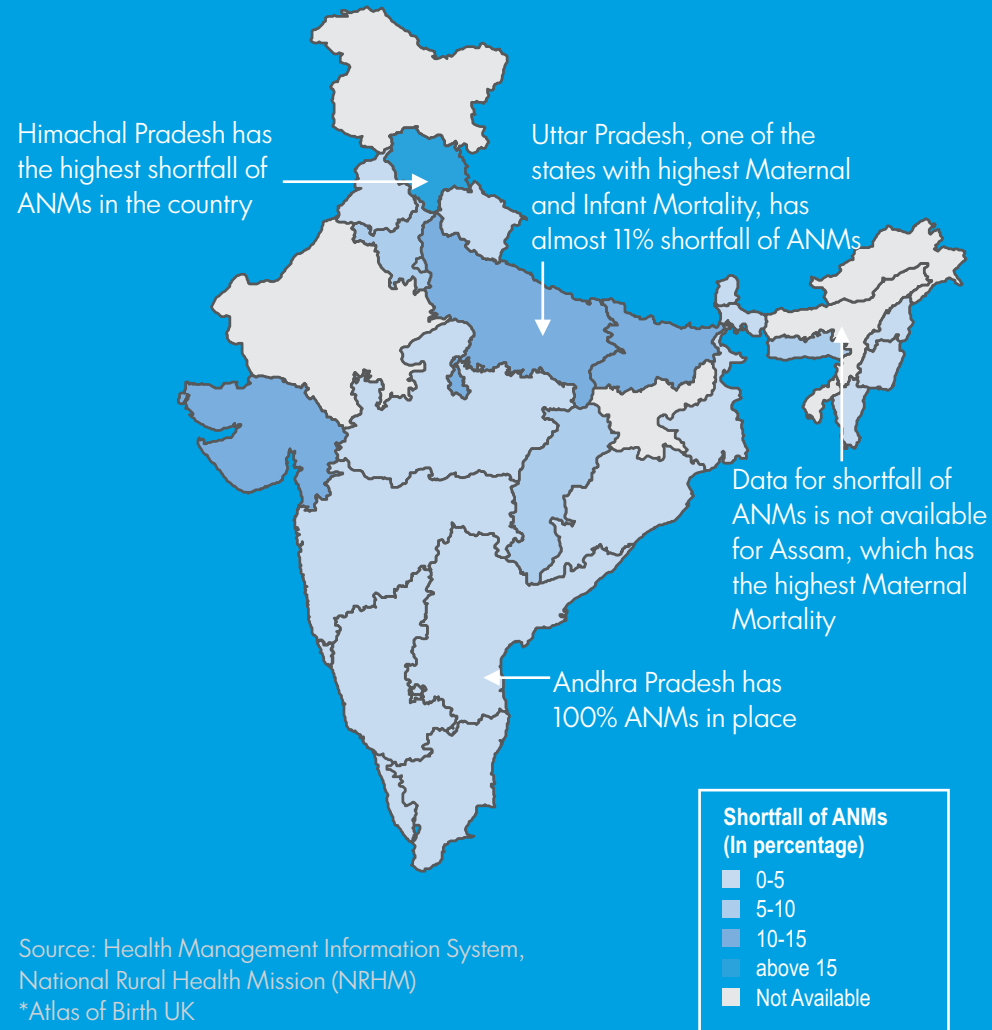 Himachal Pradesh has
the highest shortfall of
ANMs in the country
Uttar Pradesh, one of the
states with highest Maternal
and Infant Mortality, has
almost 11% shortfall of ANMs
Data for shortfall of
ANMs is not available
for Assam, which has
the highest Maternal
Mortality
Andhra Pradesh has
100% ANMs in place
Shortfall of ANMs
(In percentage)
0-5
5-10
10-15
above 15
Not Available
Source: Health Management Information System,
National Rural Health Mission (NRHM)
*Atlas of Birth UK